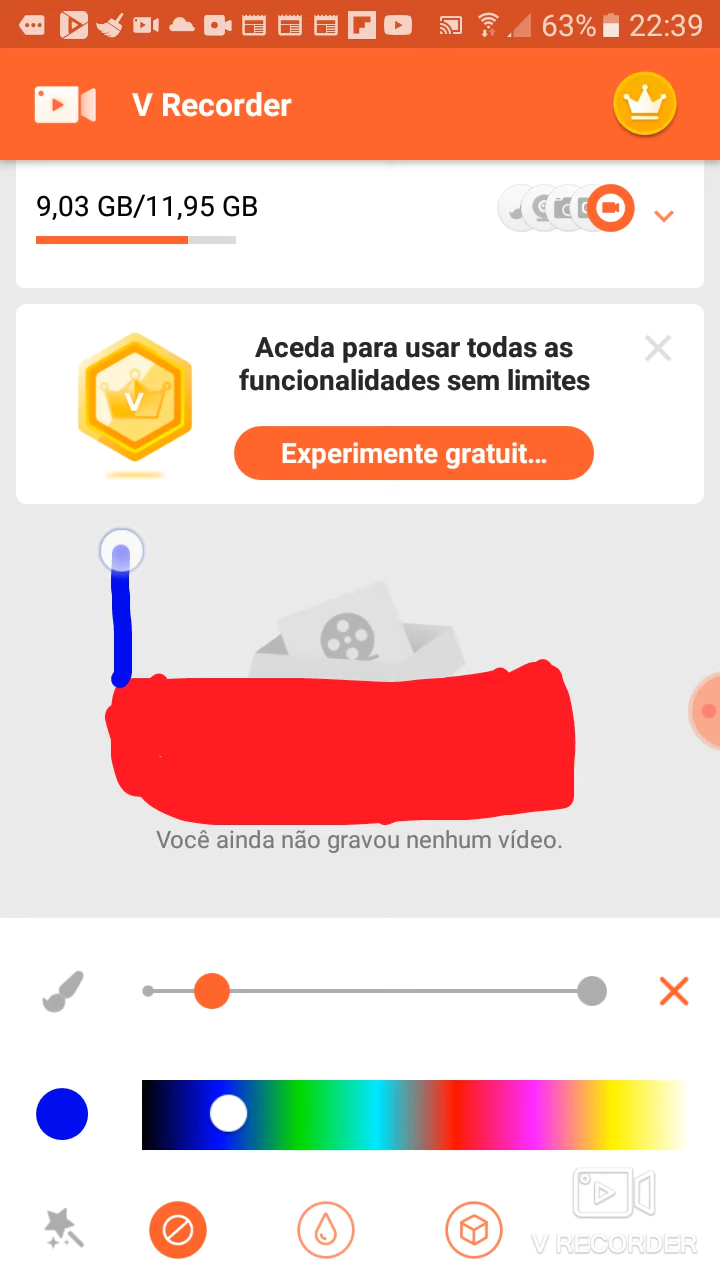 63% 22:39
V Recorder
9,03 GB/11,95 GB
Aceda para usar todas as
funcionalidades sem limites
V
Experimente gratuit...
Você ainda não gravou nenhum vídeo.
V RECORDER